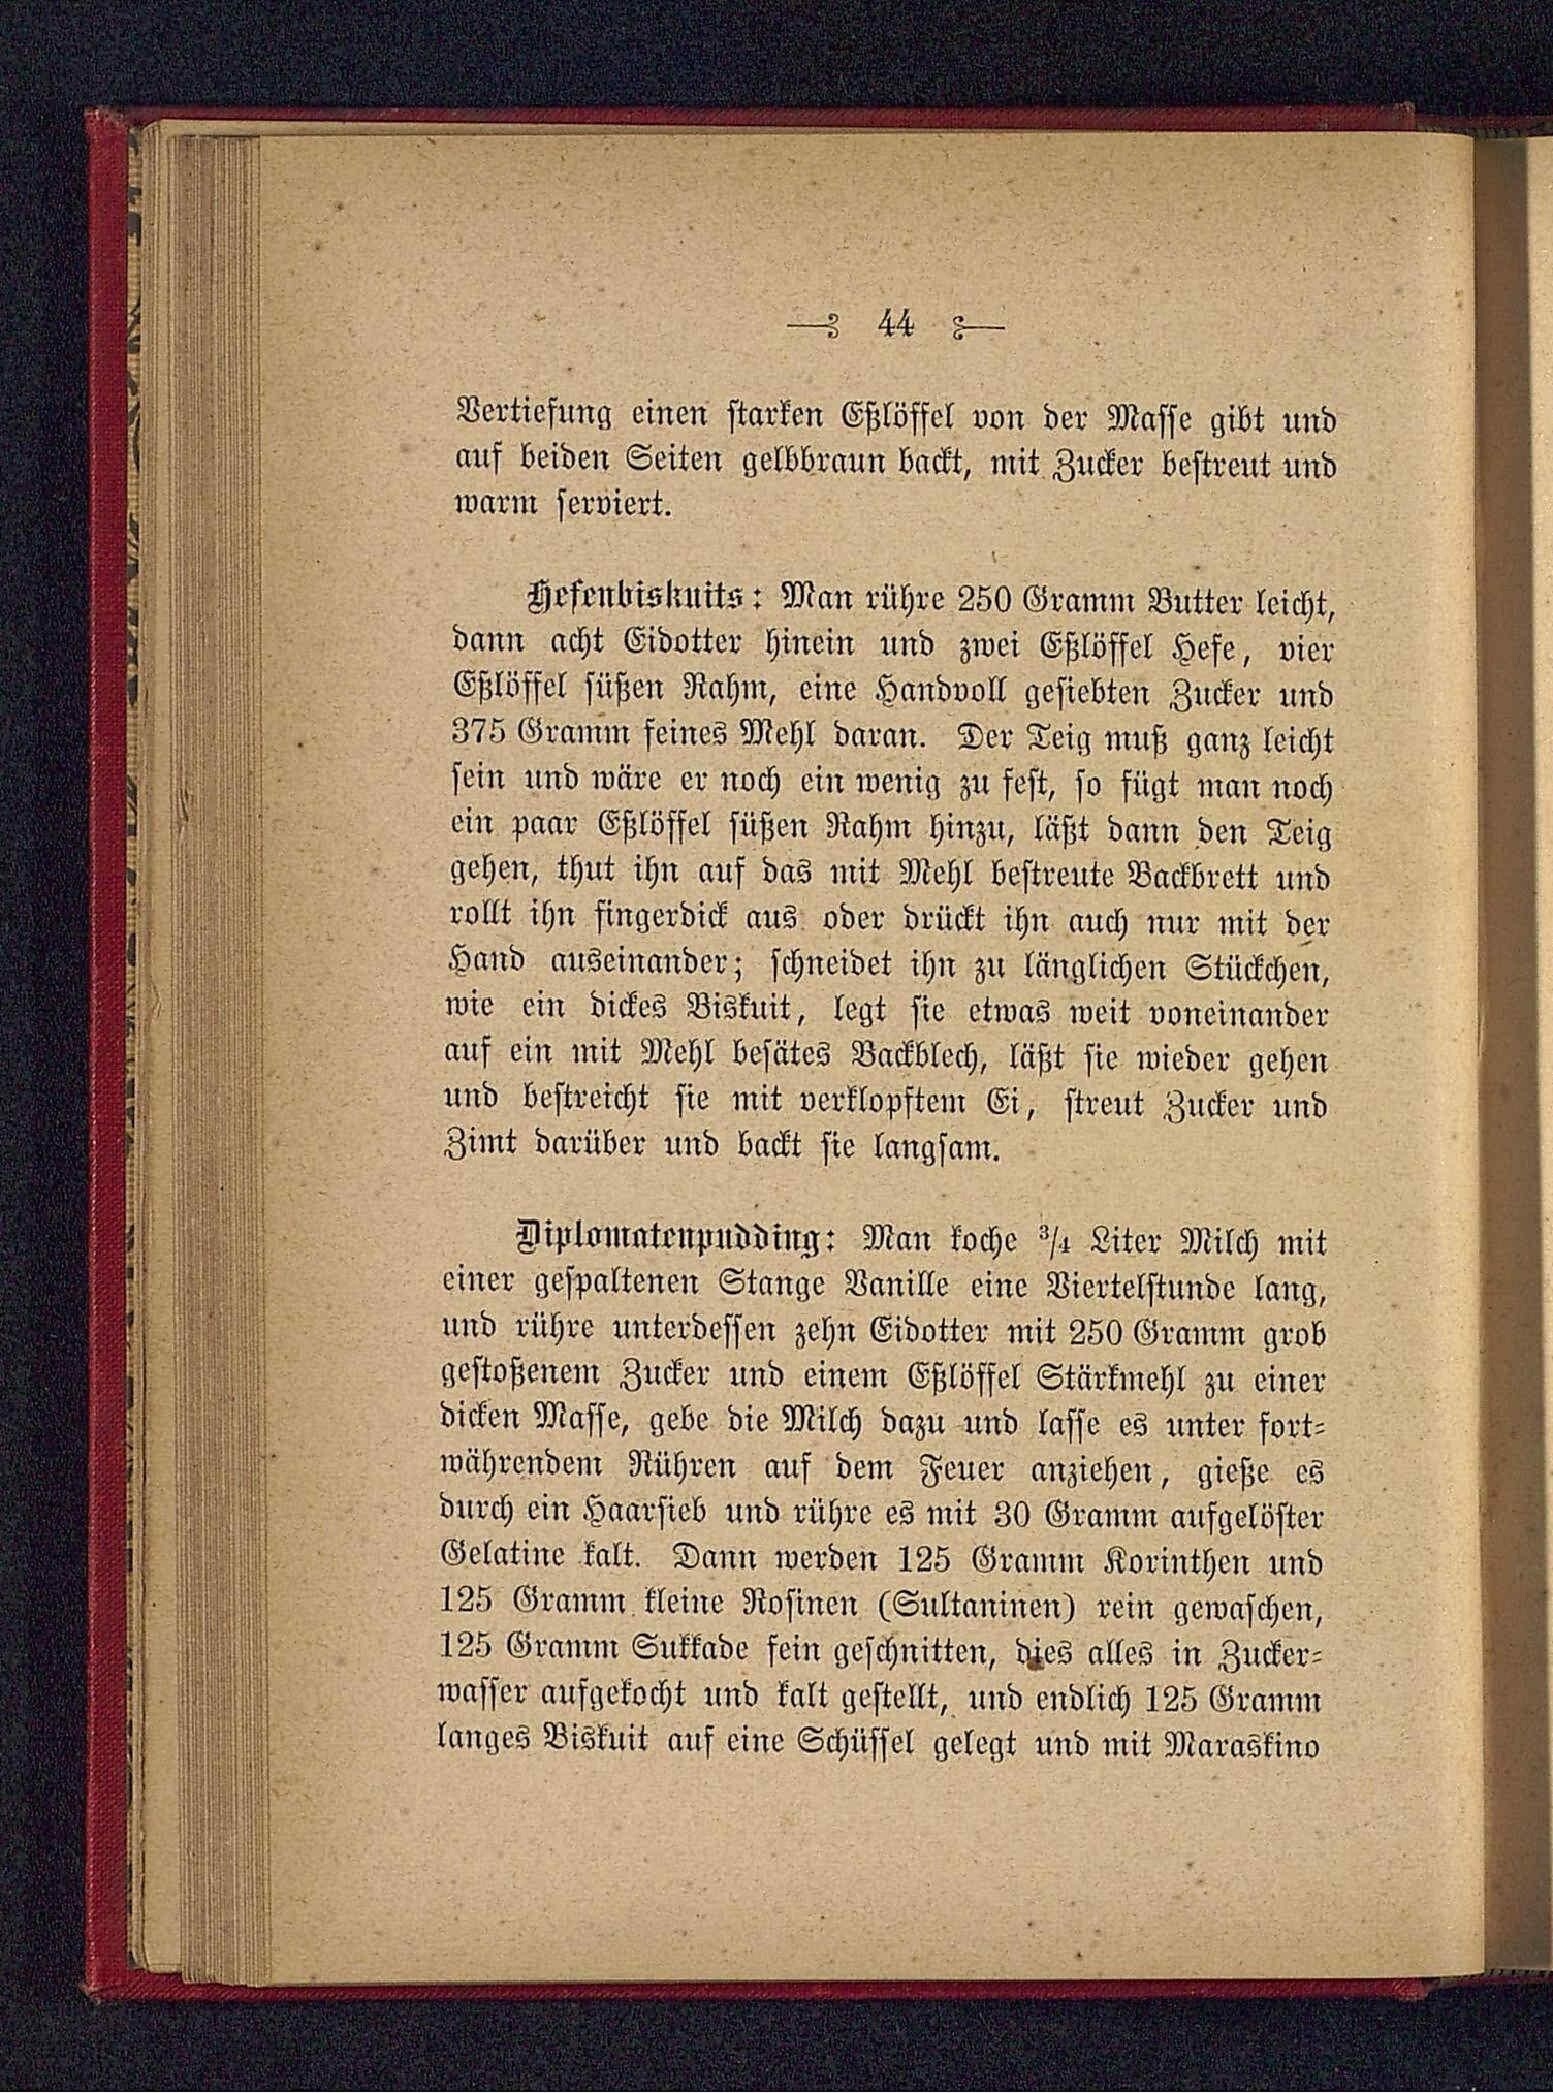 44
Vertiefung einen starken Eßlöffel von der Masse gibt und
auf beiden Seiten gelbbraun backt, mit Zucker bestreut und
warm serviert.
Hefenbiskuits: Man rühre 250 Gramm Butter leicht,
dann acht Eidotter hinein und zwei Eßlöffel Hefe, vier
Eßlöffel süßen Rahm, eine Handvoll gesiebten Zucker und
375 Gramm feines Mehl daran. Der Teig muß ganz leicht
sein und wäre er noch ein wenig zu fest, so fügt man noch
ein paar Eßlöffel süßen Rahm hinzu, läßt dann den Teig
gehen, thut ihn auf das mit Mehl bestreute Backbrett und
rollt ihn fingerdick aus oder drückt ihn auch nur mit der
Hand auseinander; schneidet ihn zu länglichen Stückchen,
wie ein dickes Biskuit, legt sie etwas weit voneinander
auf ein mit Mehl besätes Backblech, läßt sie wieder gehen
und bestreicht sie mit verklopftem Ei, streut Zucker und
Zimt darüber und backt sie langsam.
Diplomatenpudding: Man koche 3/4 Liter Milch mit
einer gespaltenen Stange Vanille eine Viertelstunde lang,
und rühre unterdessen zehn Eidotter mit 250 Gramm grob
gestoßenem Zucker und einem Eßlöffel Stärkmehl zu einer
dicken Masse, gebe die Milch dazu und lasse es unter fort-
währendem Rühren auf dem Feuer anziehen, gieße es
durch ein Haarsieb und rühre es mit 30 Gramm aufgelöster
Gelatine kalt. Dann werden 125 Gramm Korinthen und
125 Gramm kleine Rosinen (Sultaninen) rein gewaschen,
125 Gramm Sukkade fein geschnitten, dies alles in Zucker-
wasser aufgekocht und kalt gestellt, und endlich 125 Gramm
langes Biskuit auf eine Schüssel gelegt und mit Maraskino